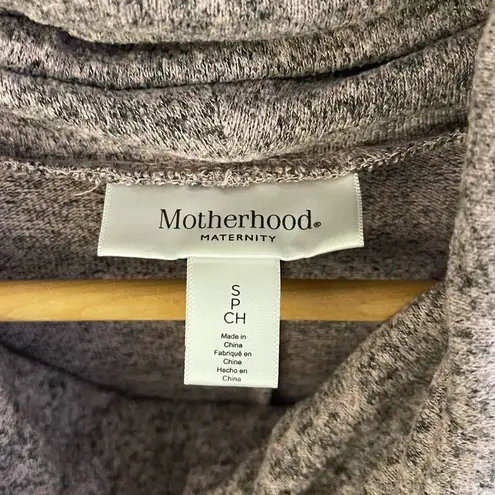 Motherhood®
MATERNITY
S
P
CH
Made in
China
Fabriqué en
Chine
Hecho en
China